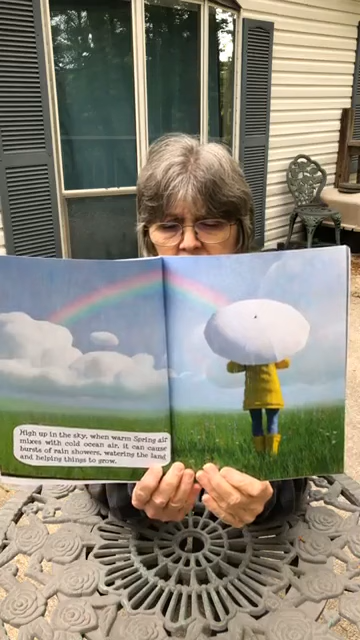 High up in the sky, when warm Spring air
mixes with cold ocean air, it can cause
bursts of rain showers, watering the land
and helping things to grow.